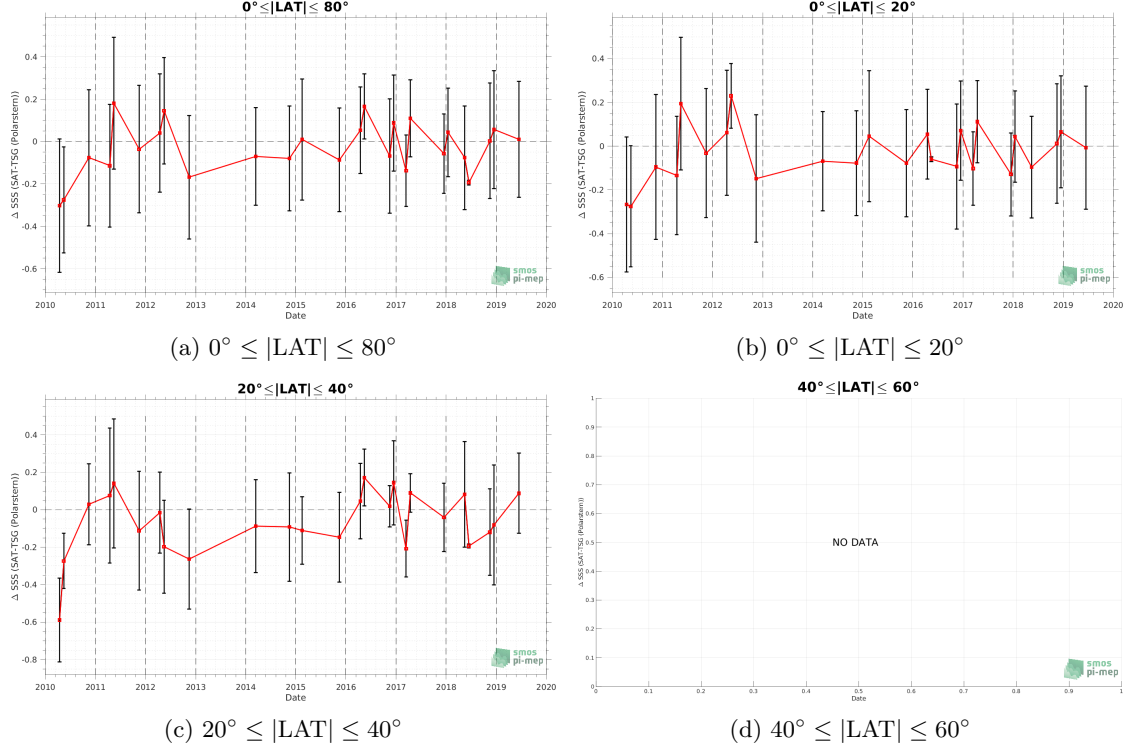 0°≤|LAT|≤ 80°
Δ SSS (SAT-TSG (Polarstern))
0.4
0.2
0
-0.2
-0.4
-0.6
2010 2011 2012 2013 2014 2015 2016 2017 2018 2019 2020
Date
smos
pi-mep
(a) 0° ≤ |LAT| ≤ 80°
0°≤|LAT|≤ 20°
Δ SSS (SAT-TSG (Polarstern))
0.4
0.2
0
-0.2
-0.4
-0.6
2010 2011 2012 2013 2014 2015 2016 2017 2018 2019 2020
Date
smos
pi-mep
(b) 0° ≤ |LAT| ≤ 20°
20°≤|LAT|≤ 40°
Δ SSS (SAT-TSG (Polarstern))
0.4
0.2
0
-0.2
-0.4
-0.6
-0.8
2010 2011 2012 2013 2014 2015 2016 2017 2018 2019 2020
Date
smos
pi-mep
(c) 20° ≤ |LAT| ≤ 40°
40°≤|LAT|≤ 60°
Δ SSS (SAT-TSG (Polarstern))
1
0.9
0.8
0.7
0.6
0.5
0.4
0.3
0.2
0.1
0
NO DATA
0 0.1 0.2 0.3 0.4 0.5 0.6 0.7 0.8 0.9 1
Date
smos
pi-mep
(d) 40° ≤ |LAT| ≤ 60°